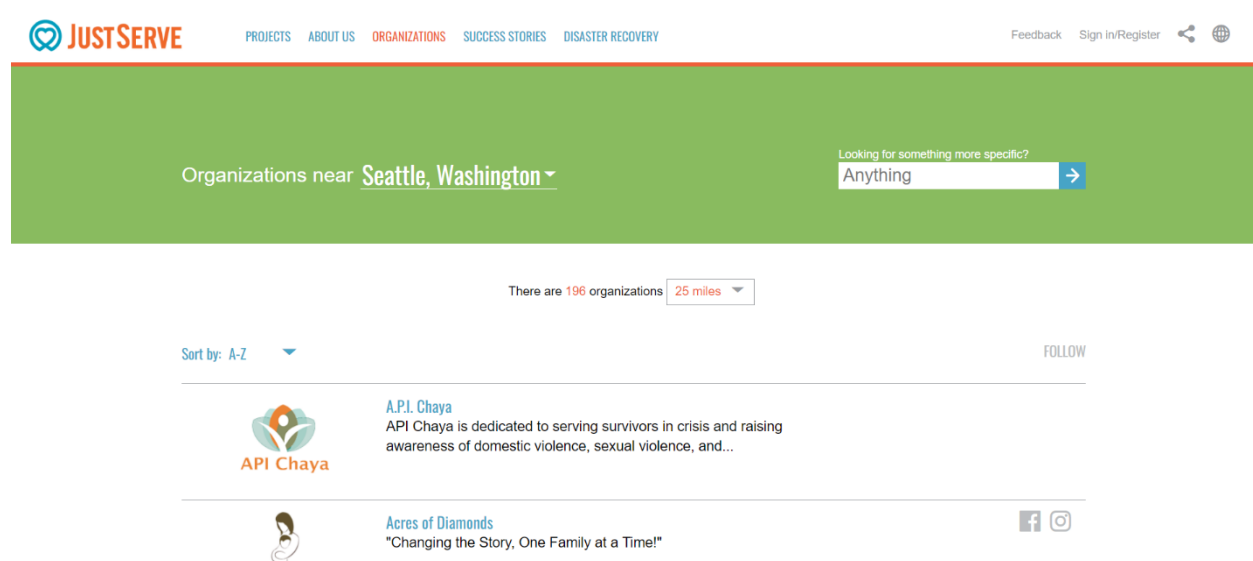 JUSTSERVE PROJECTS ABOUT US ORGANIZATIONS SUCCESS STORIES DISASTER RECOVERY Feedback Sign in/Register
Looking for something more specific?
Organizations near Seattle, Washington Anything
There are 196 organizations 25 miles
Sort by: A-Z FOLLOW
A.P.I. Chaya
API Chaya is dedicated to serving survivors in crisis and raising
awareness of domestic violence, sexual violence, and...
API Chaya
Acres of Diamonds
"Changing the Story, One Family at a Time!"